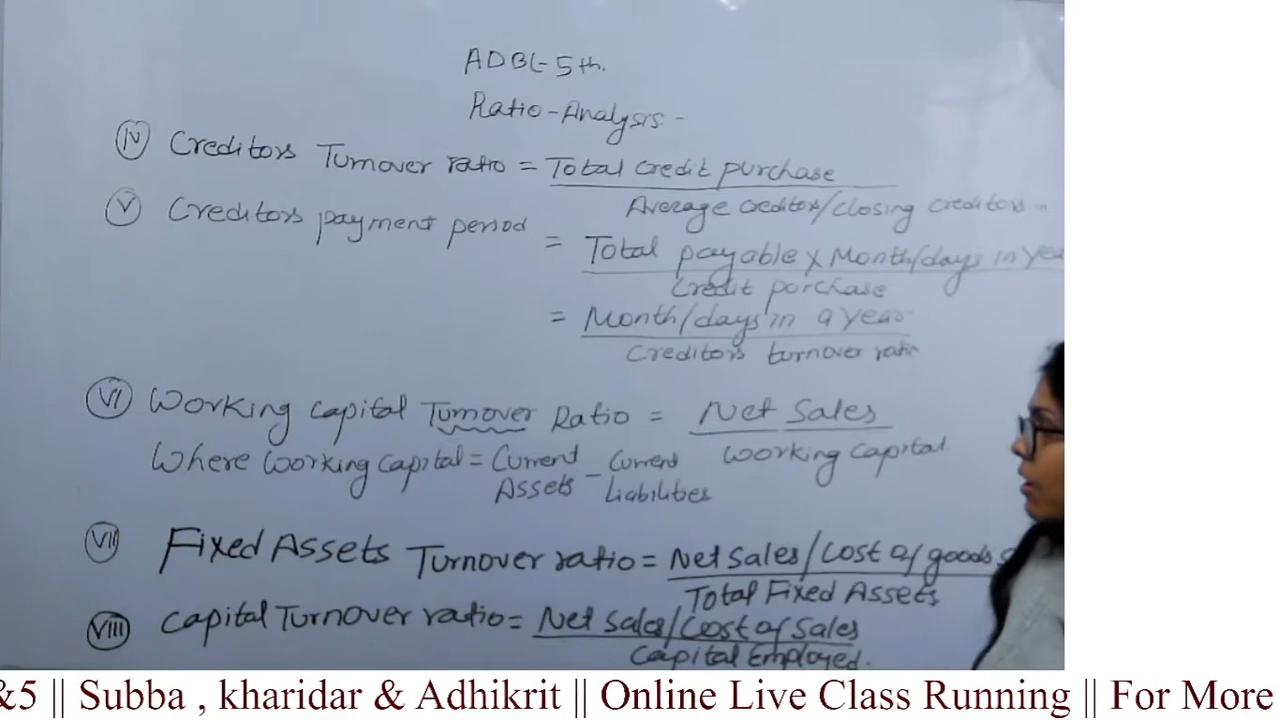 ADBL-5th.
Ratio-Analysis:-
IV Creditors Turnover ratio = Total credit purchase
Average creditor/closing creditors
V Creditors payment period
= Total payable x Month/days in yea
Credit purchase
= Month/days in a year
Creditors turnover ratio
VI Working capital Turnover Ratio = Net Sales
Working capital
Where working capital = Current Assets - Current Liabilities
VII Fixed Assets Turnover ratio = Net sales/cost of goods
Total Fixed Assets
VIII Capital Turnover ratio = Net sales/cost of sales
Capital Employed.
&5 || Subba , kharidar & Adhikrit || Online Live Class Running || For More